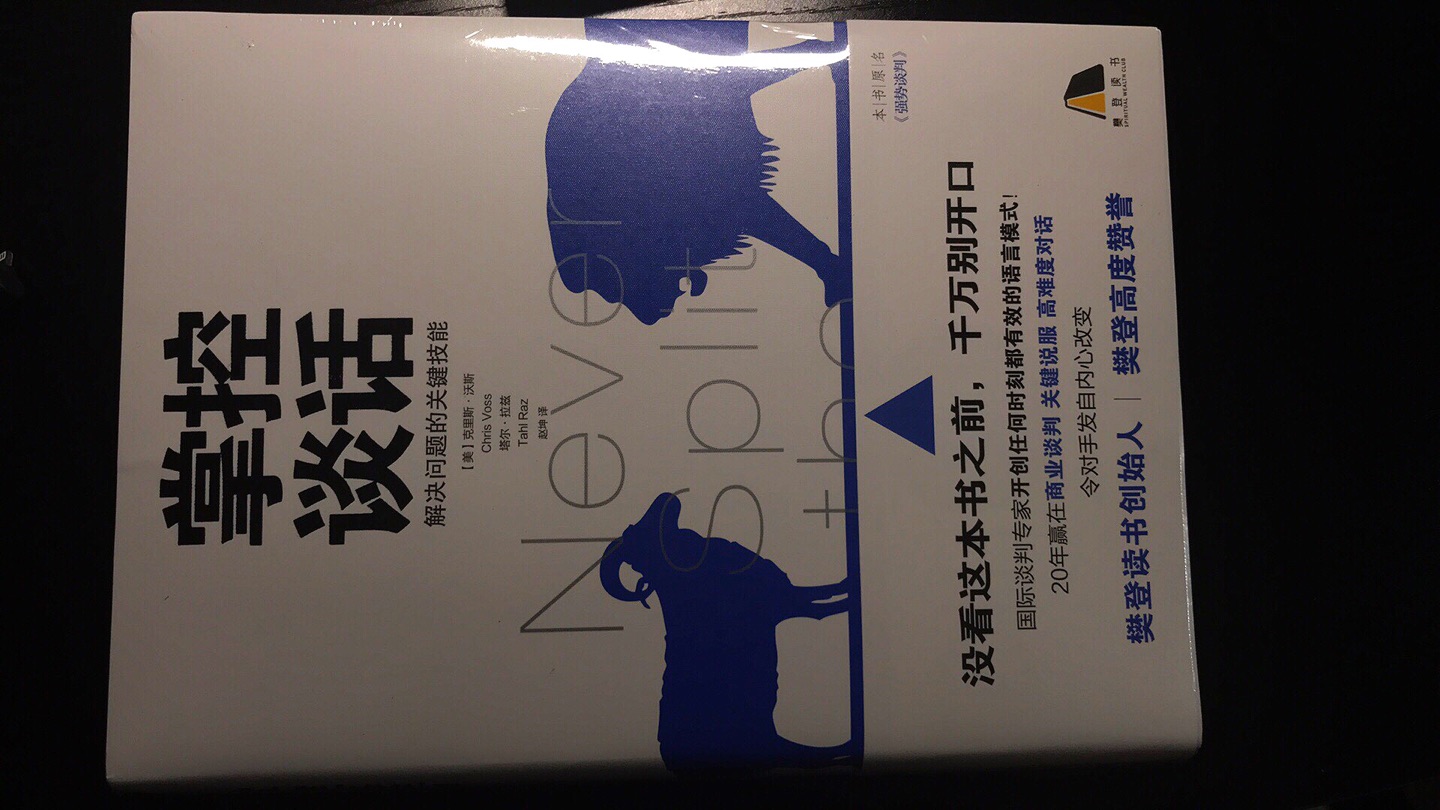 掌控
谈话
解决问题的关键技能
【美】克里斯·沃斯
Chris Voss
塔尔·拉兹
Tahl Raz
赵坤 译
Never
Split
the
本|书|原|名
《强势谈判》
没看这本书之前，千万别开口
国际谈判专家开创任何时刻都有效的语言模式！
20年赢在商业谈判 关键说服 高难度对话
令对手发自内心改变
樊登读书创始人｜樊登高度赞誉
樊登读书
SPIRITUAL WEALTH CLUB